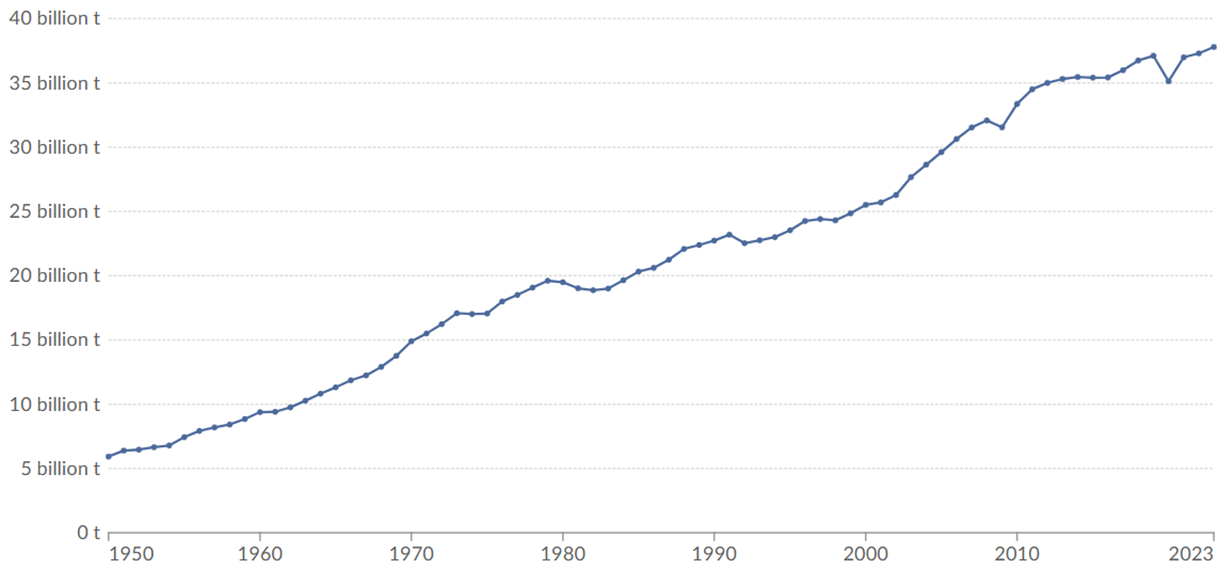 40 billion t
35 billion t
30 billion t
25 billion t
20 billion t
15 billion t
10 billion t
5 billion t
0 t
1950 1960 1970 1980 1990 2000 2010 2023